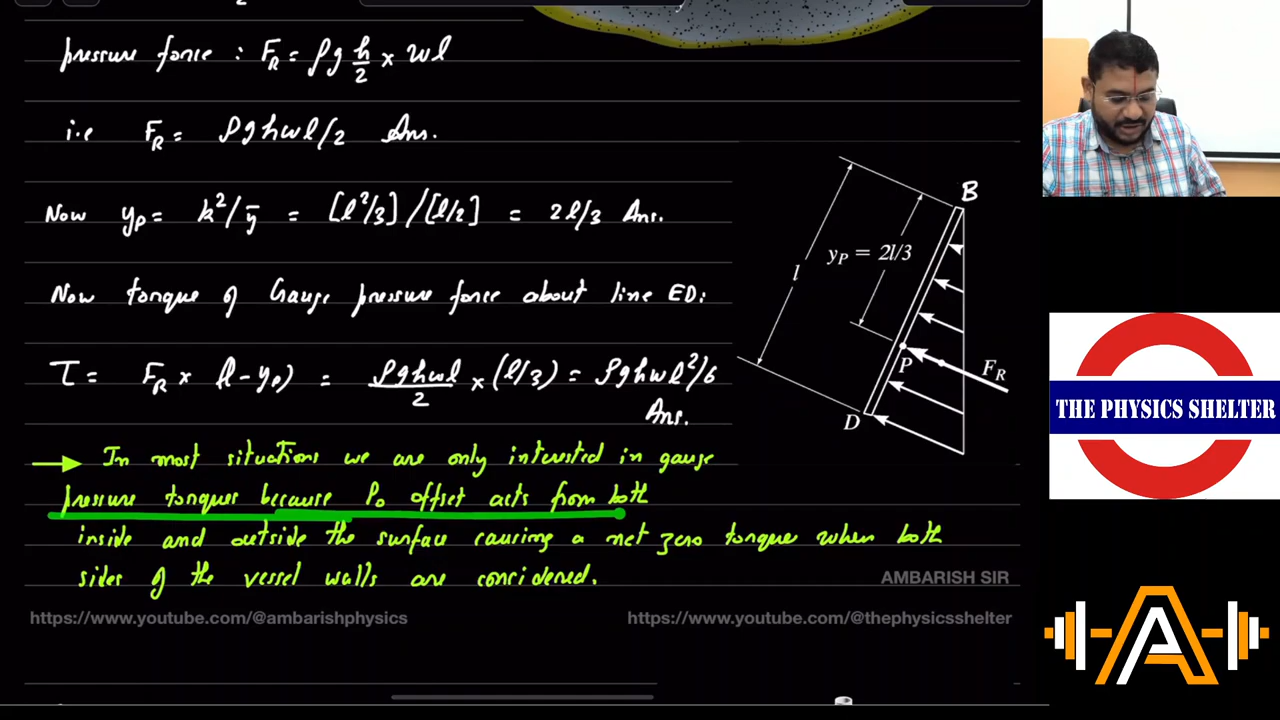 pressure force : F_R = ρg h/2 × wl
i.e F_R = ρghwl/2 Ans.
Now y_P = k²/ȳ = [l²/3]/[l/2] = 2l/3 Ans.
Now torque of Gauge pressure force about line ED:
τ = F_R × (l - y_P) = ρghwl/2 × (l/3) = ρghwl²/6
Ans.
B
y_P = 2l/3
l
P
F_R
D
→ In most situations we are only intersted in gauge
pressure torques because P₀ offset acts from both
inside and outside the surface causing a net zero torque when both
sides of the vessel walls are considered.
AMBARISH SIR
https://www.youtube.com/@ambarishphysics
https://www.youtube.com/@thephysicsshelter
THE PHYSICS SHELTER
A